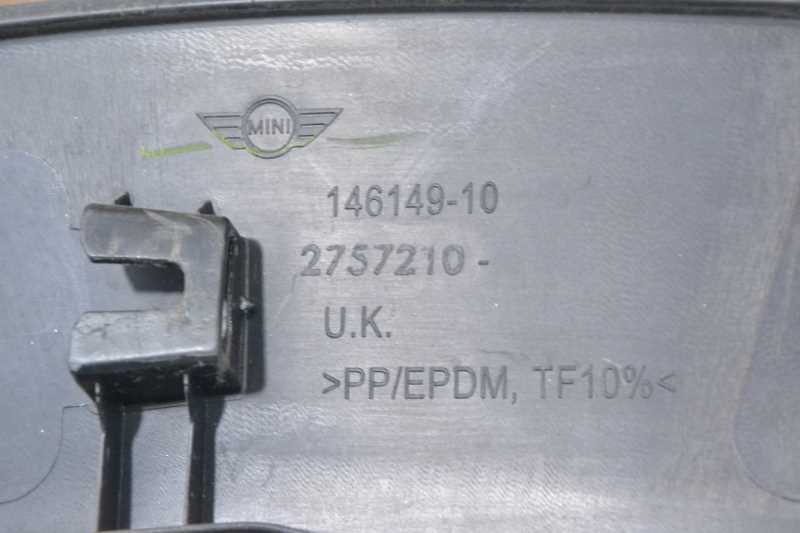 MINI
146149-10
2757210 -
U.K.
>PP/EPDM, TF10%<